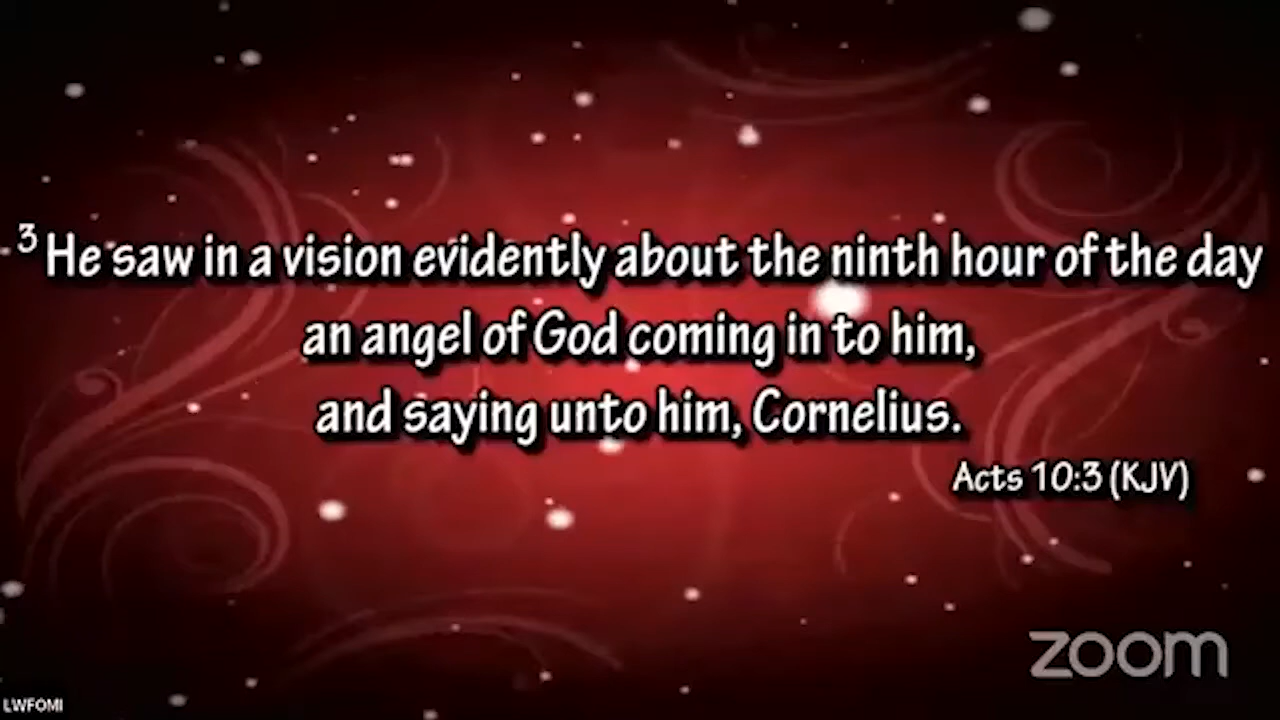 3 He saw in a vision evidently about the ninth hour of the day
an angel of God coming in to him,
and saying unto him, Cornelius.
Acts 10:3 (KJV)
zoom
LWFOMI